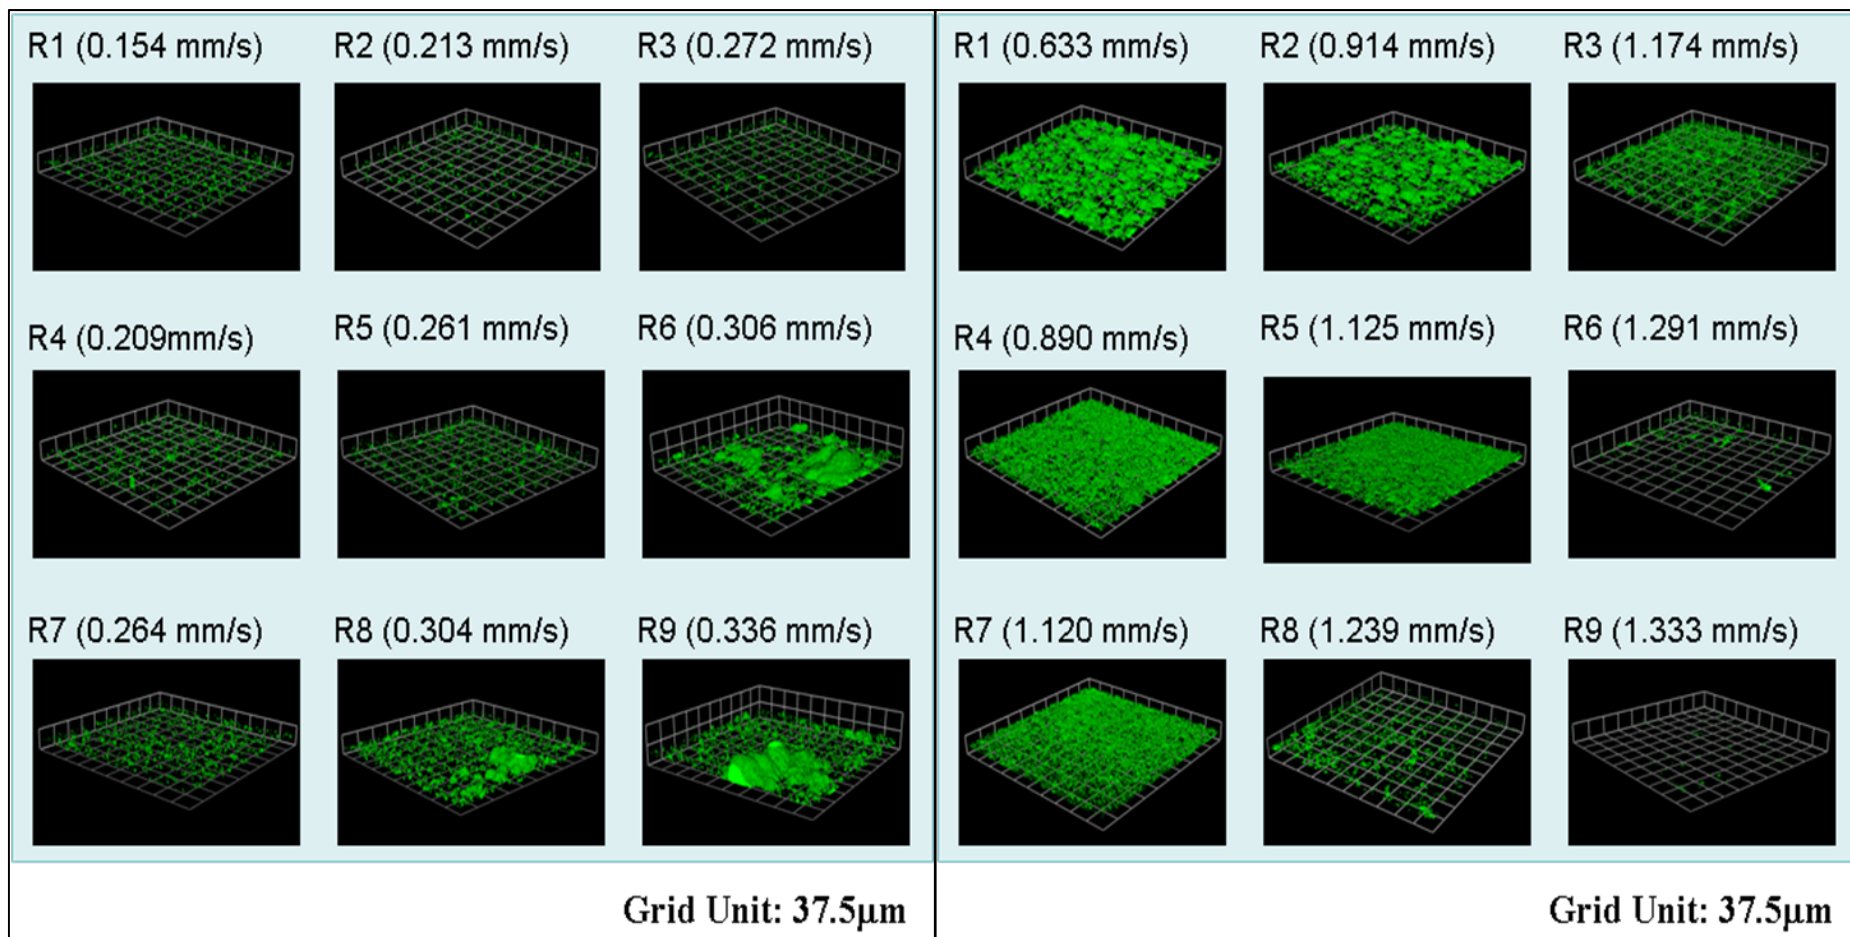 R1 (0.154 mm/s)
R2 (0.213 mm/s)
R3 (0.272 mm/s)
R4 (0.209mm/s)
R5 (0.261 mm/s)
R6 (0.306 mm/s)
R7 (0.264 mm/s)
R8 (0.304 mm/s)
R9 (0.336 mm/s)
Grid Unit: 37.5μm
R1 (0.633 mm/s)
R2 (0.914 mm/s)
R3 (1.174 mm/s)
R4 (0.890 mm/s)
R5 (1.125 mm/s)
R6 (1.291 mm/s)
R7 (1.120 mm/s)
R8 (1.239 mm/s)
R9 (1.333 mm/s)
Grid Unit: 37.5μm